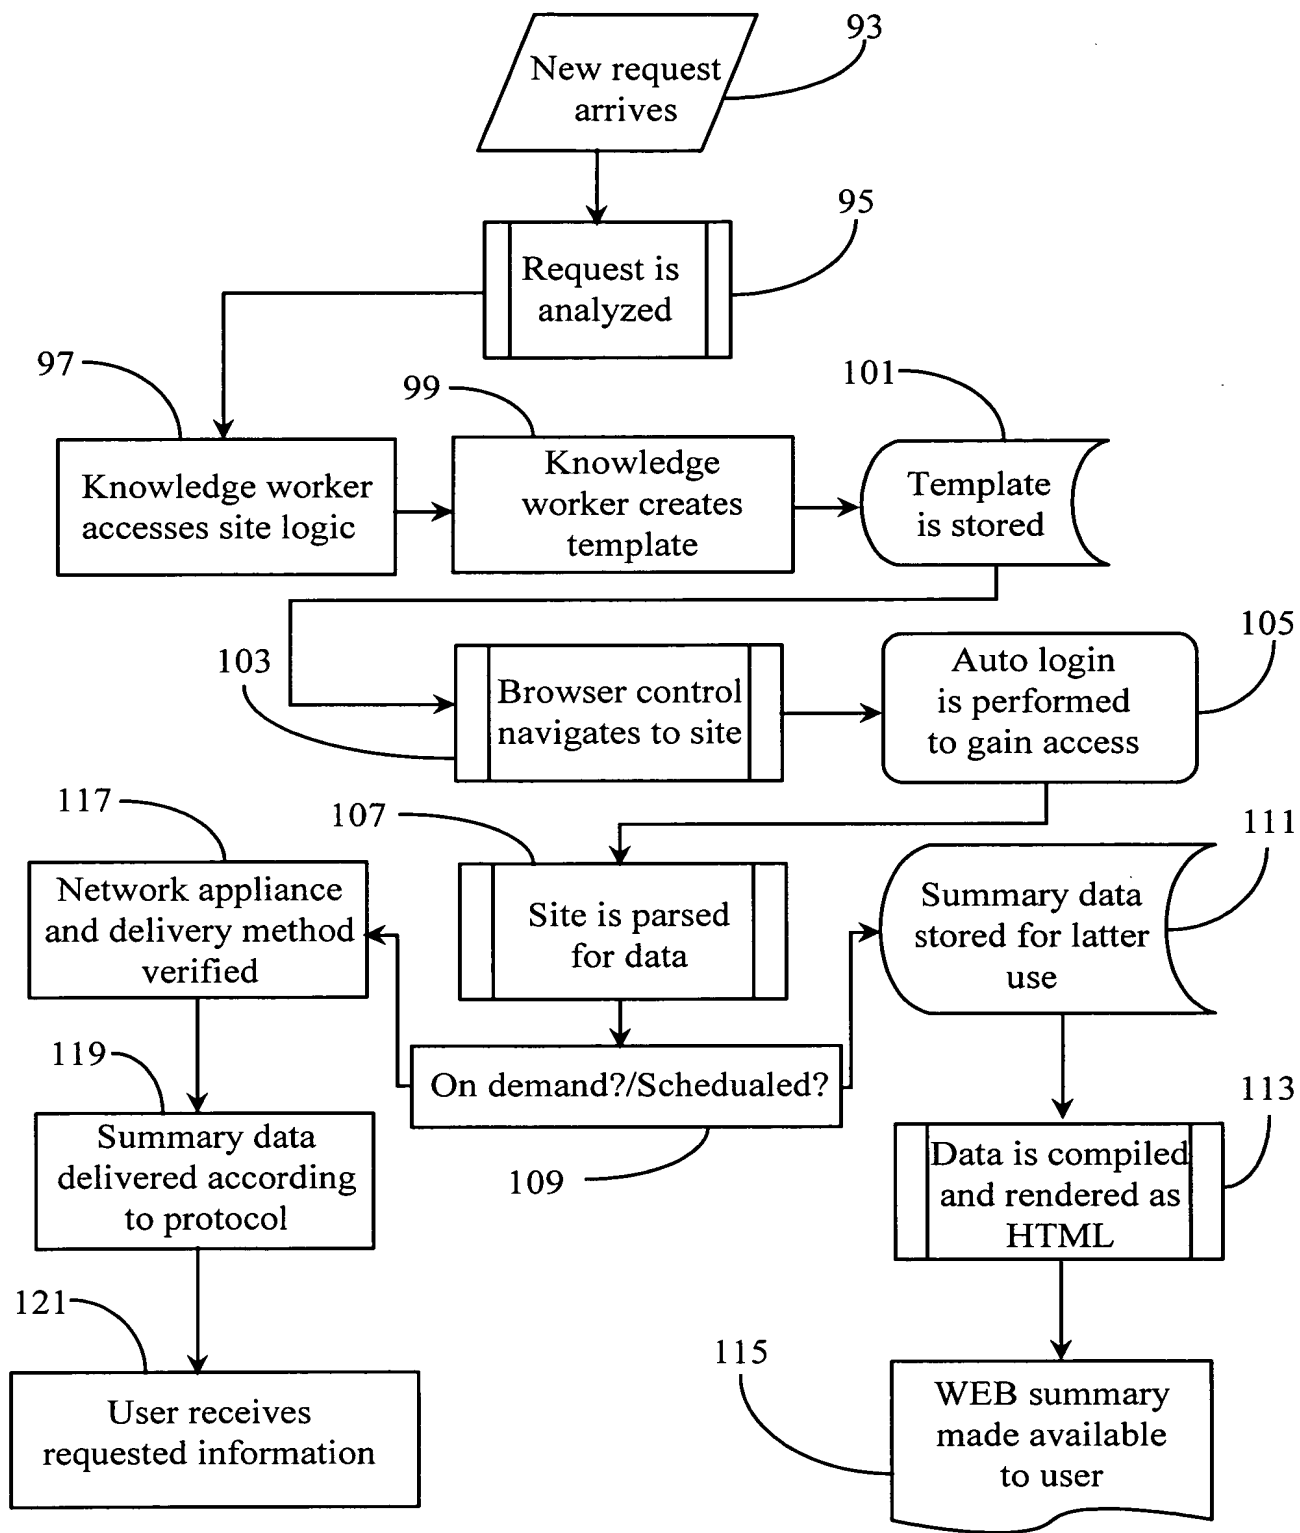 93
New request
arrives
95
Request is
analyzed
97
99
101
Knowledge worker
accesses site logic
Knowledge
worker creates
template
Template
is stored
103
105
Browser control
navigates to site
Auto login
is performed
to gain access
117
107
111
Network appliance
and delivery method
verified
Site is parsed
for data
Summary data
stored for latter
use
119
On demand?/Schedualed?
109
113
Summary data
delivered according
to protocol
Data is compiled
and rendered as
HTML
121
115
User receives
requested information
WEB summary
made available
to user